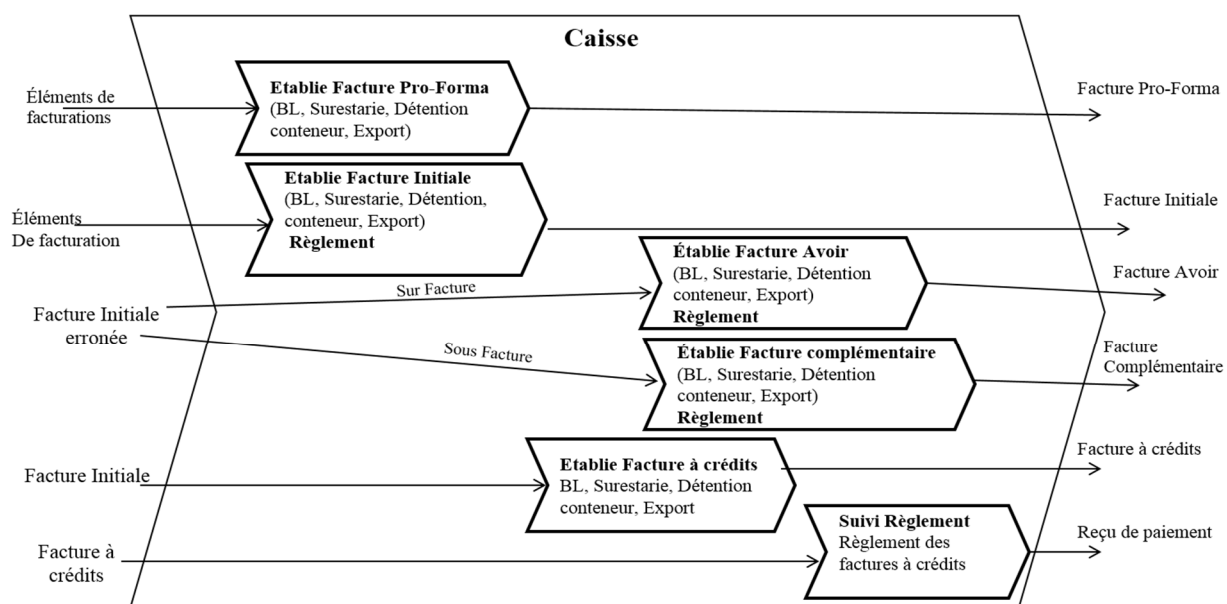 Caisse
Éléments de
facturations
Etablie Facture Pro-Forma
(BL, Surestarie, Détention
conteneur, Export)
Facture Pro-Forma
Éléments
De facturation
Etablie Facture Initiale
(BL, Surestarie, Détention,
conteneur, Export)
Règlement
Facture Initiale
Facture Initiale
erronée
Sur Facture
Établie Facture Avoir
(BL, Surestarie, Détention
conteneur, Export)
Règlement
Facture Avoir
Sous Facture
Établie Facture complémentaire
(BL, Surestarie, Détention
conteneur, Export)
Règlement
Facture
Complémentaire
Facture Initiale
Etablie Facture à crédits
BL, Surestarie, Détention
conteneur, Export
Facture à crédits
Facture à
crédits
Suivi Règlement
Règlement des
factures à crédits
Reçu de paiement